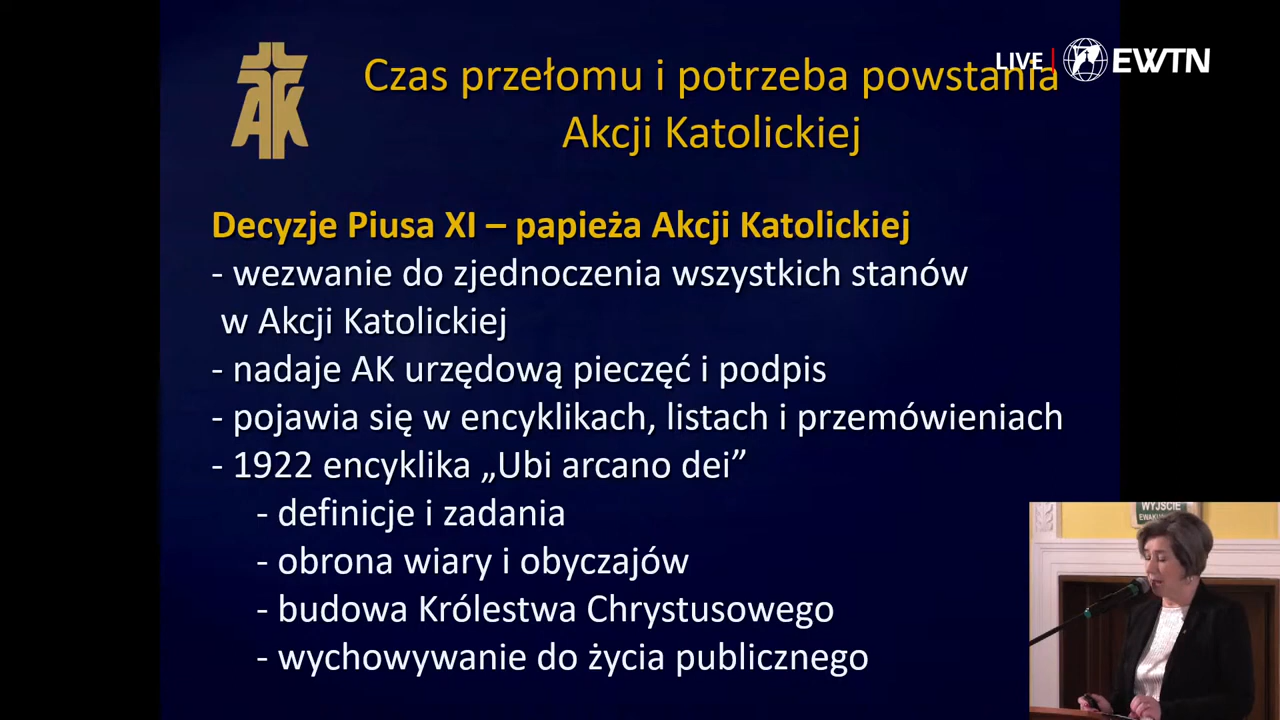 LIVE EWTN
AK
Czas przełomu i potrzeba powstania
Akcji Katolickiej
Decyzje Piusa XI – papieża Akcji Katolickiej
- wezwanie do zjednoczenia wszystkich stanów
w Akcji Katolickiej
- nadaje AK urzędową pieczęć i podpis
- pojawia się w encyklikach, listach i przemówieniach
- 1922 encyklika „Ubi arcano dei”
- definicje i zadania
- obrona wiary i obyczajów
- budowa Królestwa Chrystusowego
- wychowywanie do życia publicznego
WYJŚCIE